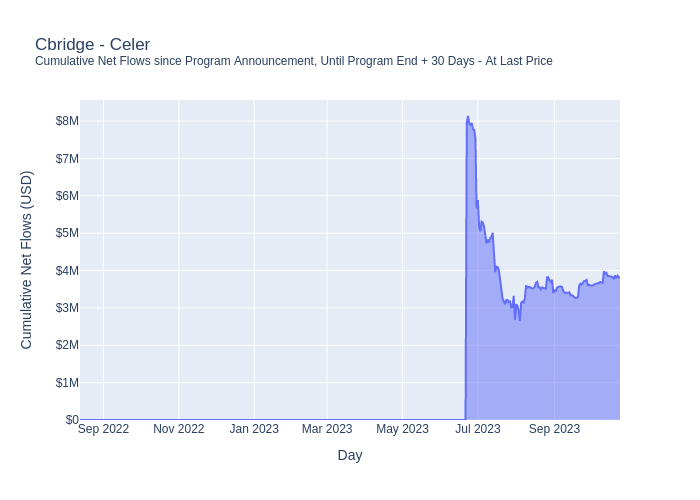 Cbridge - Celer
Cumulative Net Flows since Program Announcement, Until Program End + 30 Days - At Last Price
Cumulative Net Flows (USD)
$8M
$7M
$6M
$5M
$4M
$3M
$2M
$1M
$0
Sep 2022
Nov 2022
Jan 2023
Mar 2023
May 2023
Jul 2023
Sep 2023
Day